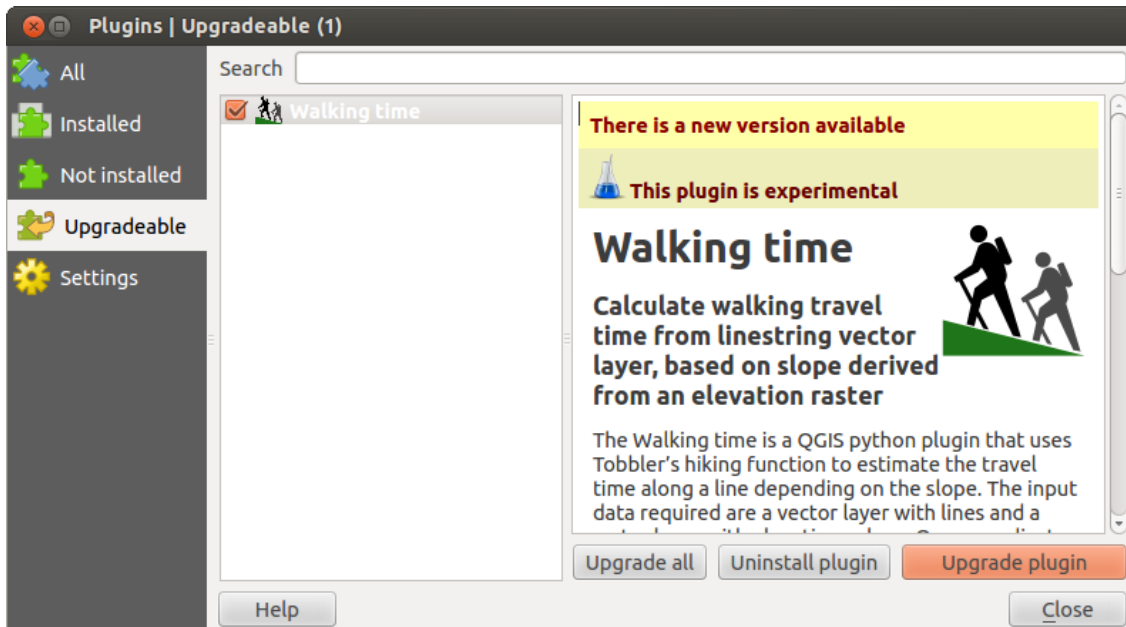 Plugins | Upgradeable (1)
All
Installed
Not installed
Upgradeable
Settings
Search
Walking time
There is a new version available
This plugin is experimental
Walking time
Calculate walking travel
time from linestring vector
layer, based on slope derived
from an elevation raster
The Walking time is a QGIS python plugin that uses
Tobbler's hiking function to estimate the travel
time along a line depending on the slope. The input
data required are a vector layer with lines and a
Upgrade all
Uninstall plugin
Upgrade plugin
Help
Close